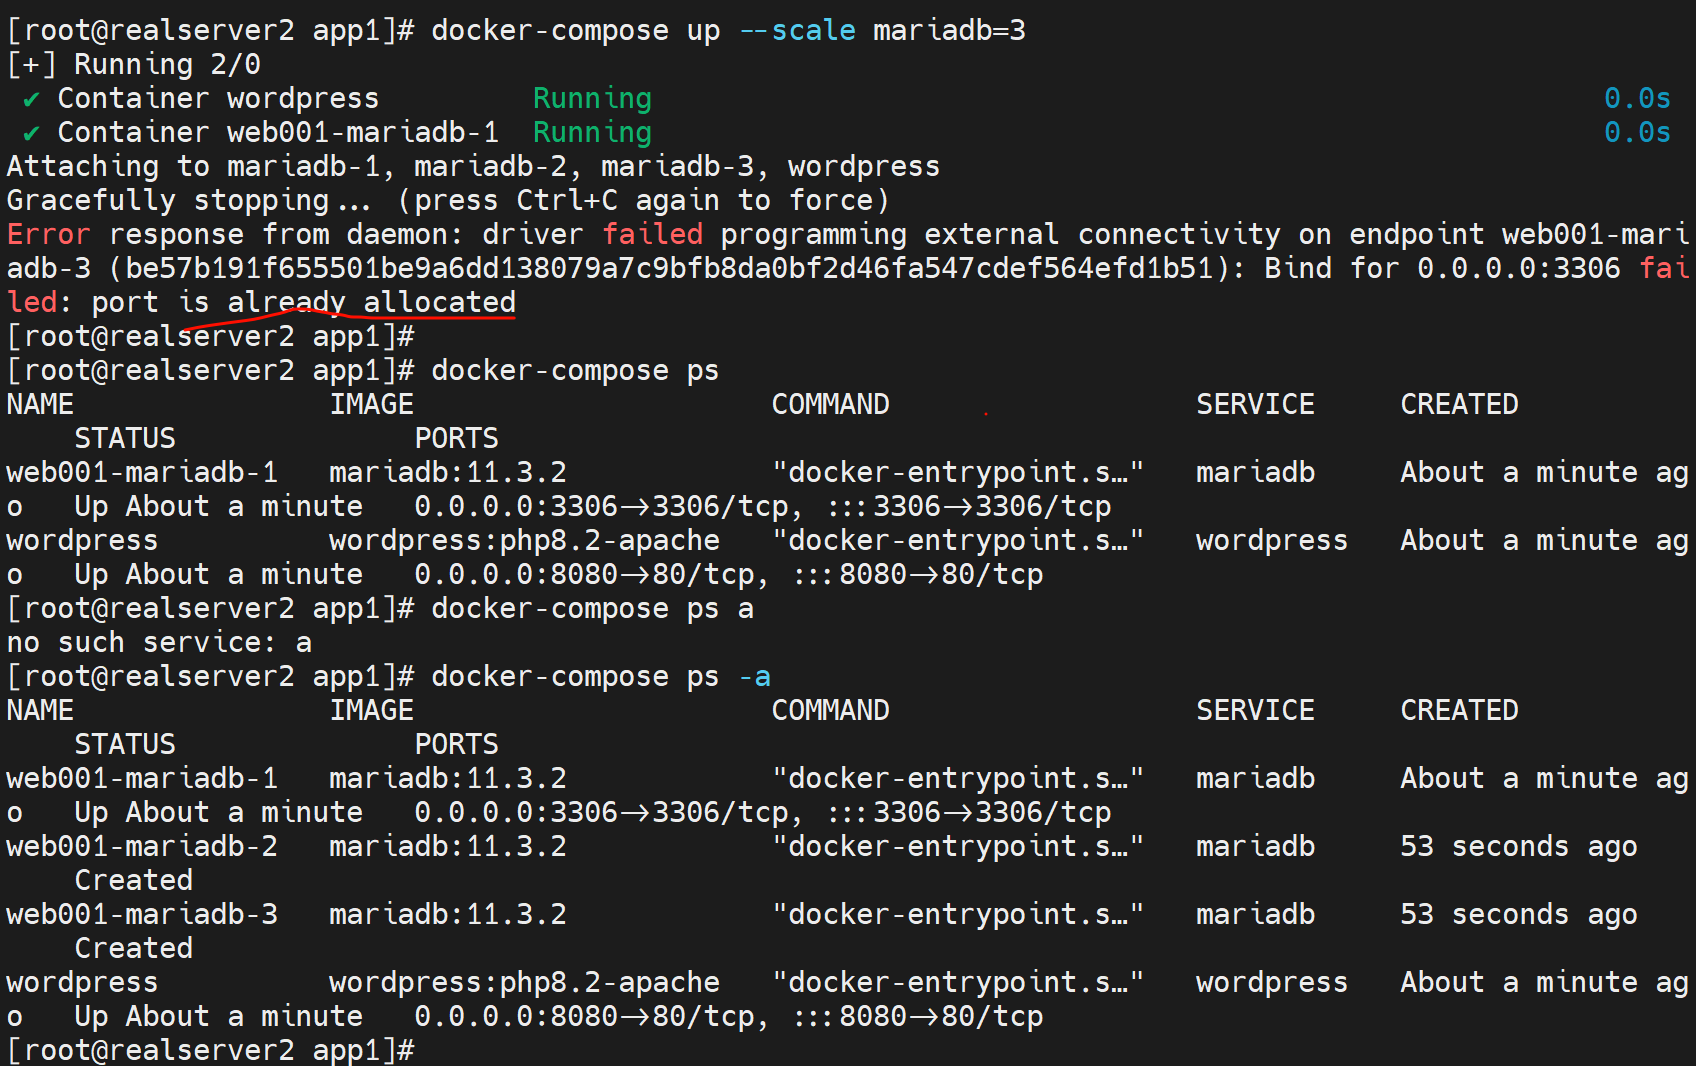 [root@realserver2 app1]# docker-compose up --scale mariadb=3
[+] Running 2/0
✔ Container wordpress Running 0.0s
✔ Container web001-mariadb-1 Running 0.0s
Attaching to mariadb-1, mariadb-2, mariadb-3, wordpress
Gracefully stopping... (press Ctrl+C again to force)
Error response from daemon: driver failed programming external connectivity on endpoint web001-mari
adb-3 (be57b191f655501be9a6dd138079a7c9bfb8da0bf2d46fa547cdef564efd1b51): Bind for 0.0.0.0:3306 fai
led: port is already allocated
[root@realserver2 app1]#
[root@realserver2 app1]# docker-compose ps
NAME IMAGE COMMAND SERVICE CREATED
STATUS PORTS
web001-mariadb-1 mariadb:11.3.2 "docker-entrypoint.s…" mariadb About a minute ag
o Up About a minute 0.0.0.0:3306->3306/tcp, :::3306->3306/tcp
wordpress wordpress:php8.2-apache "docker-entrypoint.s…" wordpress About a minute ag
o Up About a minute 0.0.0.0:8080->80/tcp, :::8080->80/tcp
[root@realserver2 app1]# docker-compose ps a
no such service: a
[root@realserver2 app1]# docker-compose ps -a
NAME IMAGE COMMAND SERVICE CREATED
STATUS PORTS
web001-mariadb-1 mariadb:11.3.2 "docker-entrypoint.s…" mariadb About a minute ag
o Up About a minute 0.0.0.0:3306->3306/tcp, :::3306->3306/tcp
web001-mariadb-2 mariadb:11.3.2 "docker-entrypoint.s…" mariadb 53 seconds ago
Created
web001-mariadb-3 mariadb:11.3.2 "docker-entrypoint.s…" mariadb 53 seconds ago
Created
wordpress wordpress:php8.2-apache "docker-entrypoint.s…" wordpress About a minute ag
o Up About a minute 0.0.0.0:8080->80/tcp, :::8080->80/tcp
[root@realserver2 app1]#